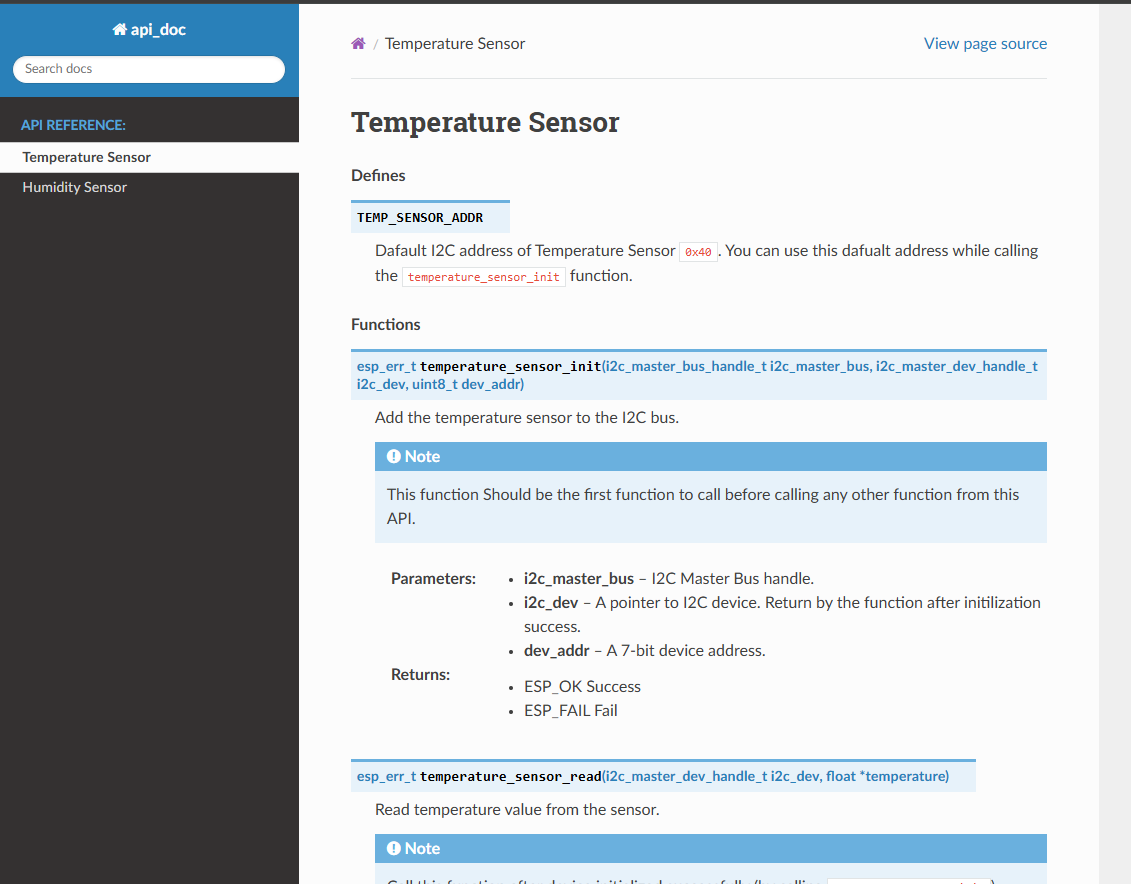 api_doc
Search docs
API REFERENCE:
Temperature Sensor
Humidity Sensor
/ Temperature Sensor
View page source
Temperature Sensor
Defines
TEMP_SENSOR_ADDR
Dafault I2C address of Temperature Sensor 0x40. You can use this dafualt address while calling
the temperature_sensor_init function.
Functions
esp_err_t temperature_sensor_init(i2c_master_bus_handle_t i2c_master_bus, i2c_master_dev_handle_t
i2c_dev, uint8_t dev_addr)
Add the temperature sensor to the I2C bus.
Note
This function Should be the first function to call before calling any other function from this
API.
Parameters:
• i2c_master_bus – I2C Master Bus handle.
• i2c_dev – A pointer to I2C device. Return by the function after initilization
success.
• dev_addr – A 7-bit device address.
Returns:
• ESP_OK Success
• ESP_FAIL Fail
esp_err_t temperature_sensor_read(i2c_master_dev_handle_t i2c_dev, float *temperature)
Read temperature value from the sensor.
Note